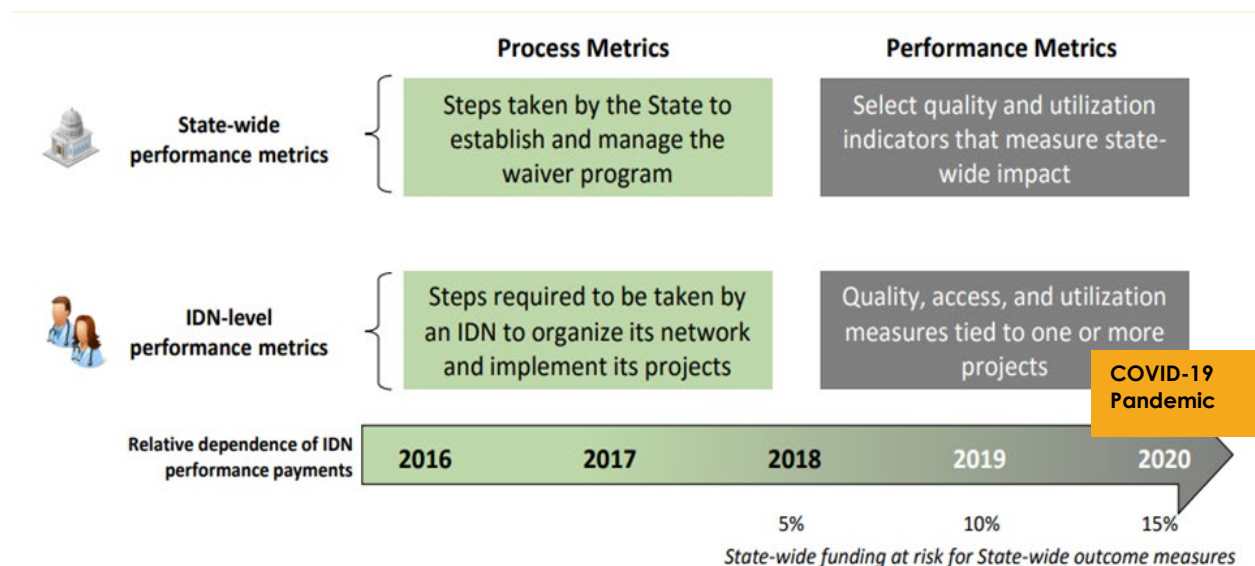 Process Metrics
Performance Metrics
State-wide
performance metrics
Steps taken by the State to
establish and manage the
waiver program
Select quality and utilization
indicators that measure state-
wide impact
IDN-level
performance metrics
Steps required to be taken by
an IDN to organize its network
and implement its projects
Quality, access, and utilization
measures tied to one or more
projects
COVID-19
Pandemic
Relative dependence of IDN
performance payments
2016 2017 2018 2019 2020
5% 10% 15%
State-wide funding at risk for State-wide outcome measures